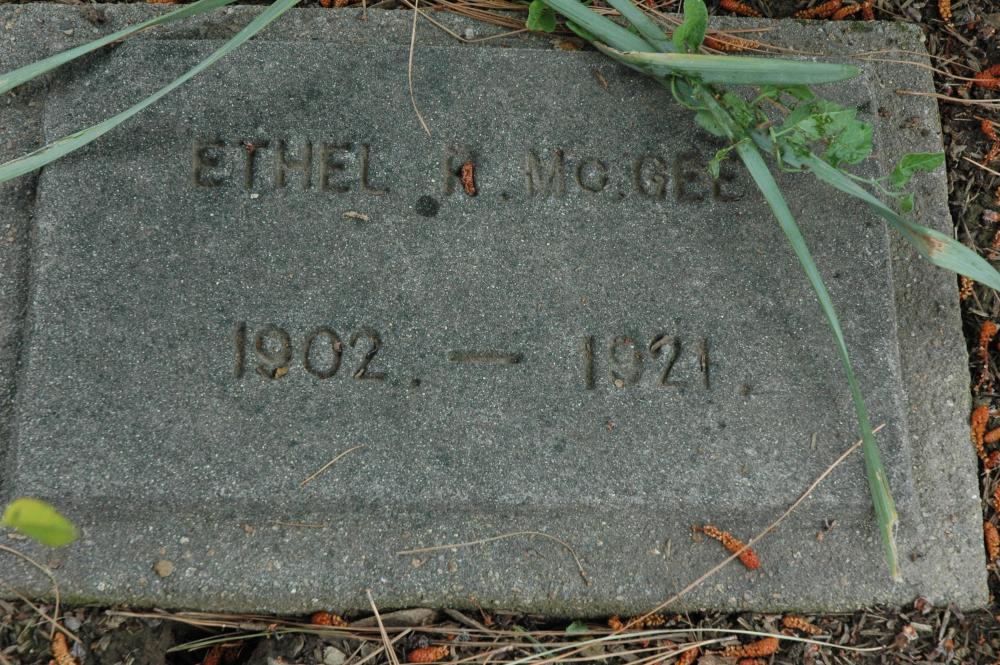 ETHEL K. McGEE
1902. — 1921.